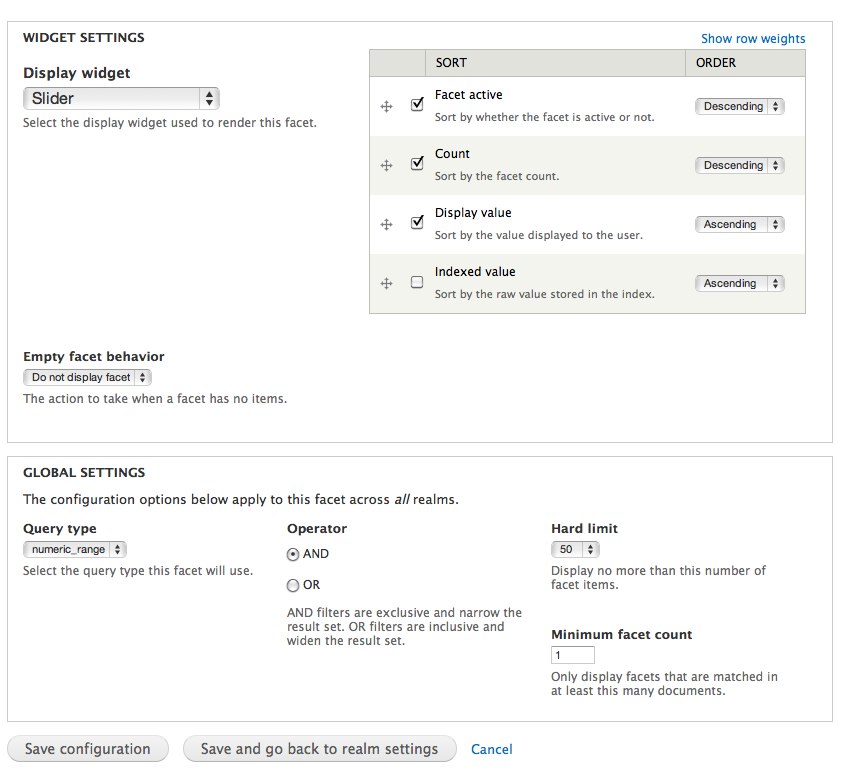 WIDGET SETTINGS
Show row weights
Display widget
Slider
Select the display widget used to render this facet.
SORT ORDER
Facet active
Sort by whether the facet is active or not.
Descending
Count
Sort by the facet count.
Descending
Display value
Sort by the value displayed to the user.
Ascending
Indexed value
Sort by the raw value stored in the index.
Ascending
Empty facet behavior
Do not display facet
The action to take when a facet has no items.
GLOBAL SETTINGS
The configuration options below apply to this facet across all realms.
Query type
numeric_range
Select the query type this facet will use.
Operator
AND
OR
AND filters are exclusive and narrow the
result set. OR filters are inclusive and
widen the result set.
Hard limit
50
Display no more than this number of
facet items.
Minimum facet count
1
Only display facets that are matched in
at least this many documents.
Save configuration
Save and go back to realm settings
Cancel